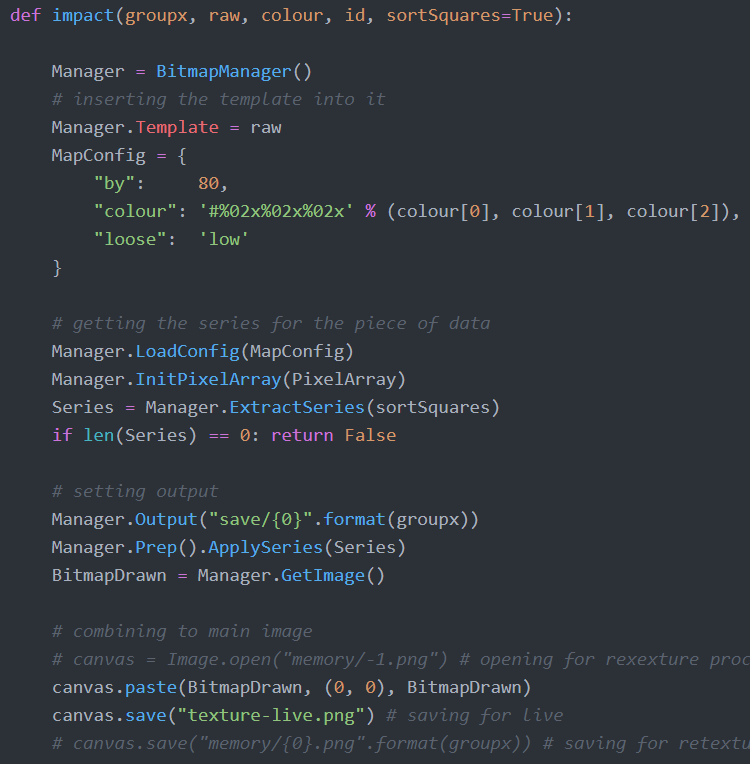 def impact(groupx, raw, colour, id, sortSquares=True):
Manager = BitmapManager()
# inserting the template into it
Manager.Template = raw
MapConfig = {
"by": 80,
"colour": '#%02x%02x%02x' % (colour[0], colour[1], colour[2]),
"loose": 'low'
}
# getting the series for the piece of data
Manager.LoadConfig(MapConfig)
Manager.InitPixelArray(PixelArray)
Series = Manager.ExtractSeries(sortSquares)
if len(Series) == 0: return False
# setting output
Manager.Output("save/{0}".format(groupx))
Manager.Prep().ApplySeries(Series)
BitmapDrawn = Manager.GetImage()
# combining to main image
# canvas = Image.open("memory/-1.png") # opening for rexexture proc
canvas.paste(BitmapDrawn, (0, 0), BitmapDrawn)
canvas.save("texture-live.png") # saving for live
# canvas.save("memory/{0}.png".format(groupx)) # saving for retextu